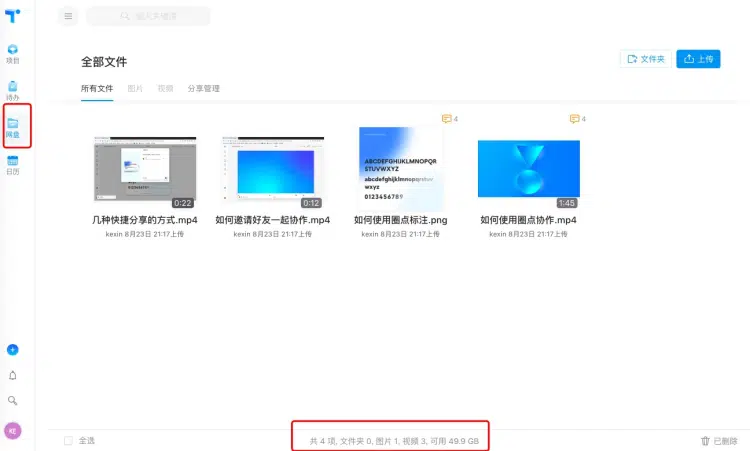 输入关键词
项目
待办
网盘
日历
KE
全部文件
文件夹
上传
所有文件 图片 视频 分享管理
4
4
0:22
0:12
ABCDEFGHIJKLMNOPQR
STUVWXYZ
abcdefghijklmnopqrstuv
wxyz
0123456789
1:45
几种快捷分享的方式.mp4
kexin 8月23日 21:17上传
如何邀请好友一起协作.mp4
kexin 8月23日 21:17上传
如何使用圈点标注.png
kexin 8月23日 21:17上传
如何使用圈点协作.mp4
kexin 8月23日 21:17上传
全选
共 4 项, 文件夹 0, 图片 1, 视频 3, 可用 49.9 GB
已删除